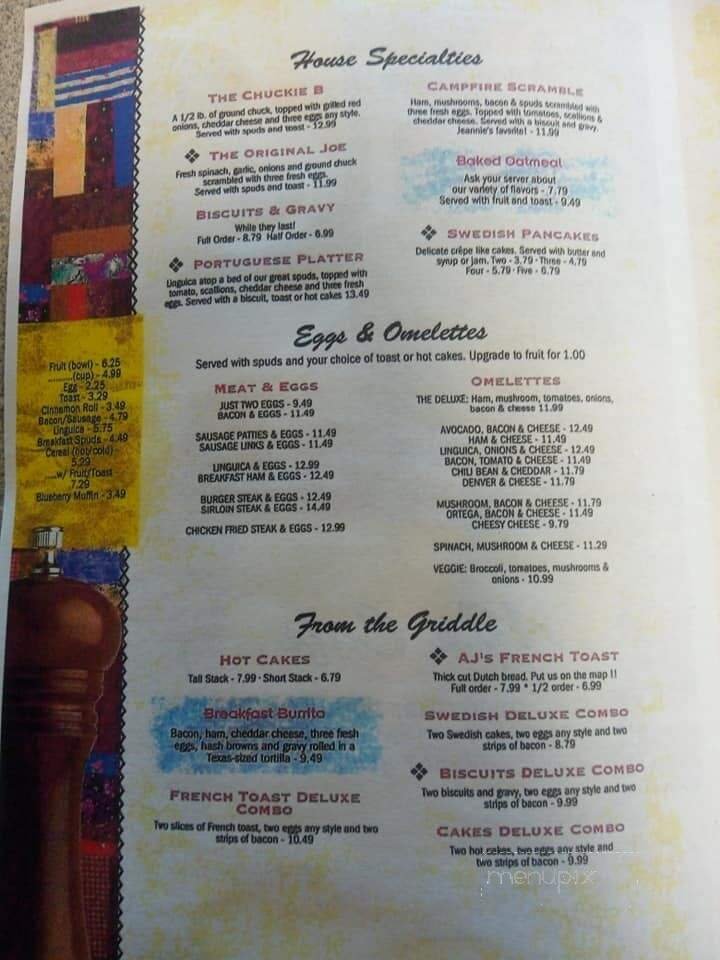 House Specialties
The Chuckie B
A 1/2 lb. of ground chuck, topped with grilled red
onions, cheddar cheese and three eggs any style.
Served with spuds and toast - 12.99
❖ The Original Joe
Fresh spinach, garlic, onions and ground chuck
scrambled with three fresh eggs.
Served with spuds and toast - 11.99
Biscuits & Gravy
While they last!
Full Order - 8.79 Half Order - 6.99
❖ Portuguese Platter
Linguica atop a bed of our great spuds, topped with
tomato, scallions, cheddar cheese and three fresh
eggs. Served with a biscuit, toast or hot cakes 13.49
Campfire Scramble
Ham, mushrooms, bacon & spuds scrambled with
three fresh eggs. Topped with tomatoes, scallions &
cheddar cheese. Served with a biscuit and gravy.
Jeannie's favorite! - 11.99
Baked Oatmeal
Ask your server about
our variety of flavors - 7.79
Served with fruit and toast - 9.49
❖ Swedish Pancakes
Delicate crêpe like cakes. Served with butter and
syrup or jam. Two - 3.79 · Three - 4.79
Four - 5.79 · Five - 6.79
Fruit (bowl) - 6.25
........(cup) - 4.99
Egg - 2.25
Toast - 3.29
Cinnamon Roll - 3.49
Bacon/Sausage - 4.79
Linguica - 5.75
Breakfast Spuds - 4.49
Cereal (hot/cold) -
5.29
....w/ Fruit/Toast -
7.29
Blueberry Muffin - 3.49
Eggs & Omelettes
Served with spuds and your choice of toast or hot cakes. Upgrade to fruit for 1.00
Meat & Eggs
JUST TWO EGGS - 9.49
BACON & EGGS - 11.49
SAUSAGE PATTIES & EGGS - 11.49
SAUSAGE LINKS & EGGS - 11.49
LINGUICA & EGGS - 12.99
BREAKFAST HAM & EGGS - 12.49
BURGER STEAK & EGGS - 12.49
SIRLOIN STEAK & EGGS - 14.49
CHICKEN FRIED STEAK & EGGS - 12.99
Omelettes
THE DELUXE: Ham, mushroom, tomatoes, onions,
bacon & cheese 11.99
AVOCADO, BACON & CHEESE - 12.49
HAM & CHEESE - 11.49
LINGUICA, ONIONS & CHEESE - 12.49
BACON, TOMATO & CHEESE - 11.49
CHILI BEAN & CHEDDAR - 11.79
DENVER & CHEESE - 11.79
MUSHROOM, BACON & CHEESE - 11.79
ORTEGA, BACON & CHEESE - 11.49
CHEESY CHEESE - 9.79
SPINACH, MUSHROOM & CHEESE - 11.29
VEGGIE: Broccoli, tomatoes, mushrooms &
onions - 10.99
From the Griddle
Hot Cakes
Tall Stack - 7.99 · Short Stack - 6.79
Breakfast Burrito
Bacon, ham, cheddar cheese, three fresh
eggs, hash browns and gravy rolled in a
Texas-sized tortilla - 9.49
French Toast Deluxe
Combo
Two slices of French toast, two eggs any style and two
strips of bacon - 10.49
❖ AJ's French Toast
Thick cut Dutch bread. Put us on the map !!
Full order - 7.99 * 1/2 order - 6.99
Swedish Deluxe Combo
Two Swedish cakes, two eggs any style and two
strips of bacon - 8.79
❖ Biscuits Deluxe Combo
Two biscuits and gravy, two eggs any style and two
strips of bacon - 9.99
Cakes Deluxe Combo
Two hot cakes, two eggs any style and
two strips of bacon - 9.99
menupix